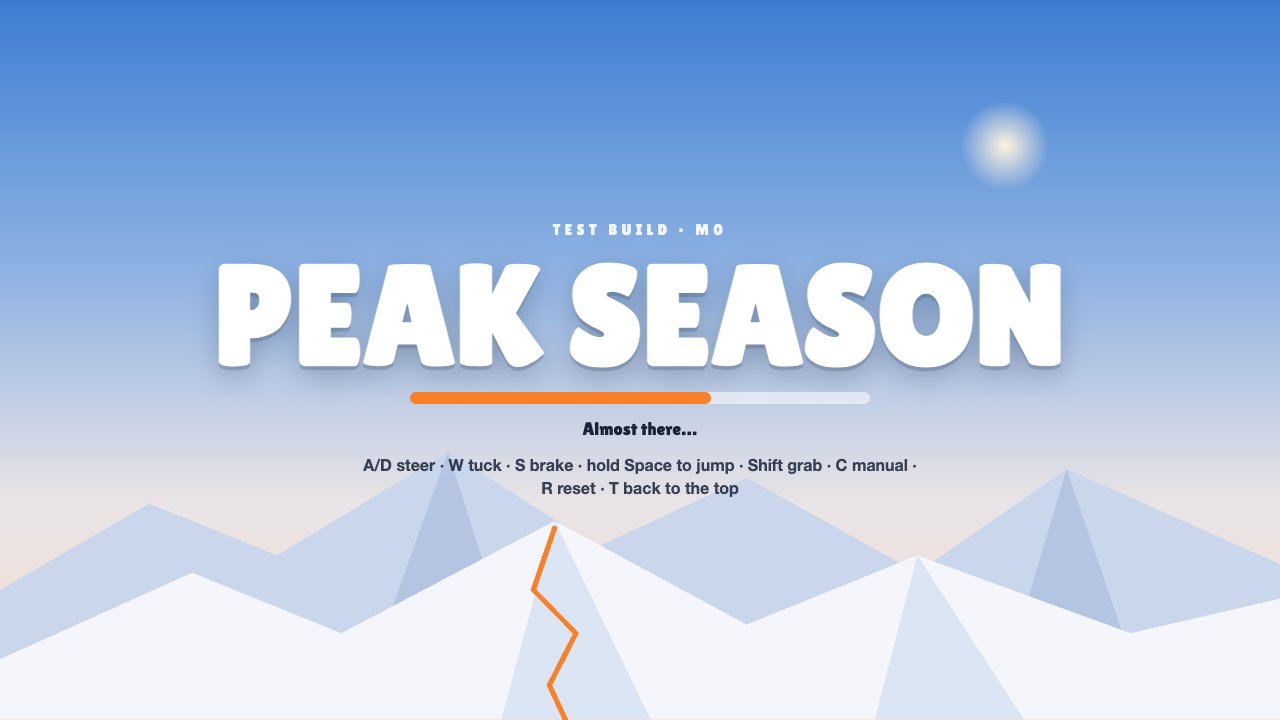 TEST BUILD · M0
PEAK SEASON
Almost there…
A/D steer · W tuck · S brake · hold Space to jump · Shift grab · C manual ·
R reset · T back to the top